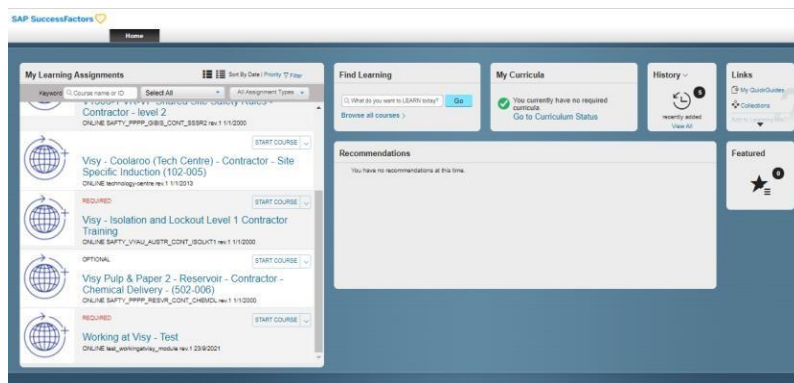 SAP SuccessFactors
Home
My Learning Assignments
Sort By Date | Priority Filter
Keyword Course name or ID Select All All Assignment Types
Contractor - level 2
ONLINE SAFTY_PPPP_GIBIS_CONT_SSSR2 rev.1 1/1/2000
START COURSE
Visy - Coolaroo (Tech Centre) - Contractor - Site
Specific Induction (102-005)
ONLINE technology-centre rev.1 1/1/2013
REQUIRED
START COURSE
Visy - Isolation and Lockout Level 1 Contractor
Training
ONLINE SAFTY_VYAU_AUSTR_CONT_ISOLKT1 rev.1 1/1/2000
OPTIONAL
START COURSE
Visy Pulp & Paper 2 - Reservoir - Contractor -
Chemical Delivery - (502-006)
ONLINE SAFTY_PPPP_RESVR_CONT_CHEMDL rev.1 1/1/2000
REQUIRED
START COURSE
Working at Visy - Test
ONLINE test_workingatvisy_module rev.1 23/9/2021
Find Learning
What do you want to LEARN today? Go
Browse all courses
My Curricula
You currently have no required
curricula.
Go to Curriculum Status
History
5
recently added
View All
Links
My QuickGuides
Collections
Recommendations
You have no recommendations at this time.
Featured
0